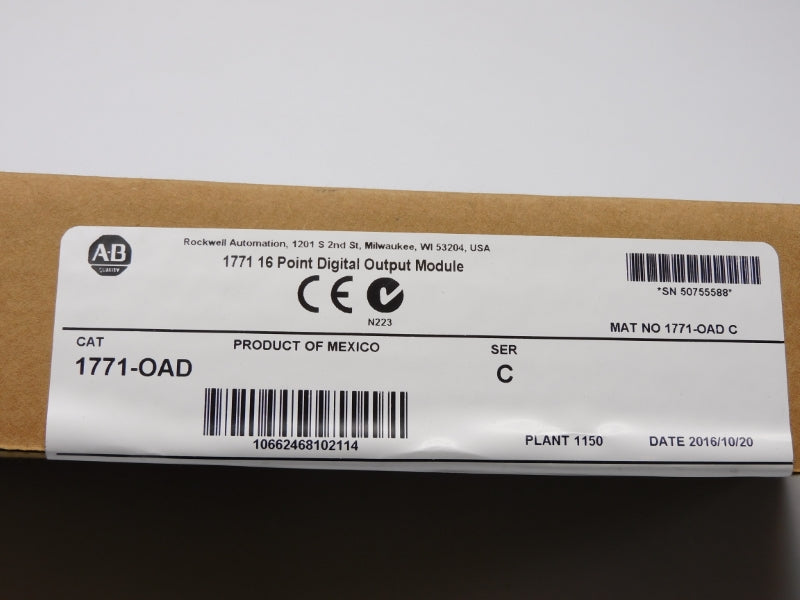 A-B
QUALITY
Rockwell Automation, 1201 S 2nd St, Milwaukee, WI 53204, USA
1771 16 Point Digital Output Module
CE
N223
*SN 50755588*
MAT NO 1771-OAD C
CAT
1771-OAD
PRODUCT OF MEXICO
SER
C
10662468102114
PLANT 1150
DATE 2016/10/20